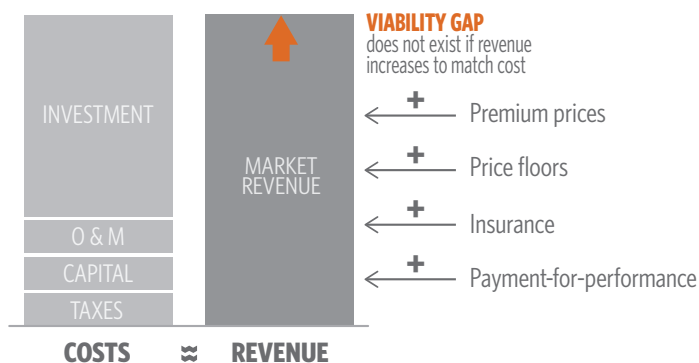 VIABILITY GAP
does not exist if revenue
increases to match cost
INVESTMENT
O & M
CAPITAL
TAXES
MARKET
REVENUE
+
Premium prices
+
Price floors
+
Insurance
+
Payment-for-performance
COSTS ≈ REVENUE